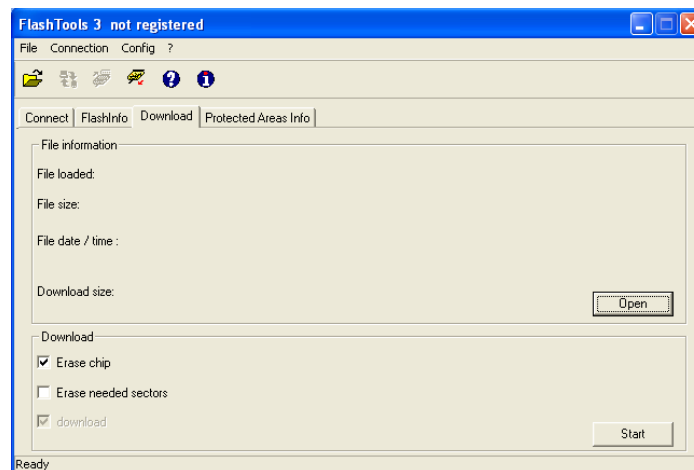 FlashTools 3 not registered
File Connection Config ?
Connect FlashInfo Download Protected Areas Info
File information
File loaded:
File size:
File date / time :
Download size:
Open
Download
Erase chip
Erase needed sectors
download
Start
Ready